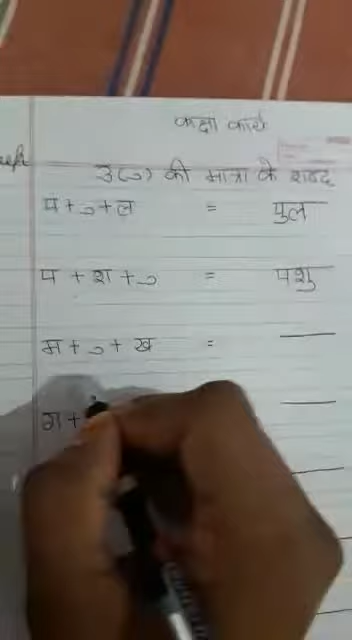 कक्षा कार्य
उ(ु) की मात्रा के शब्द
प + ु + ल = पुल
प + श + ु = पशु
म + ु + ख =
ग +